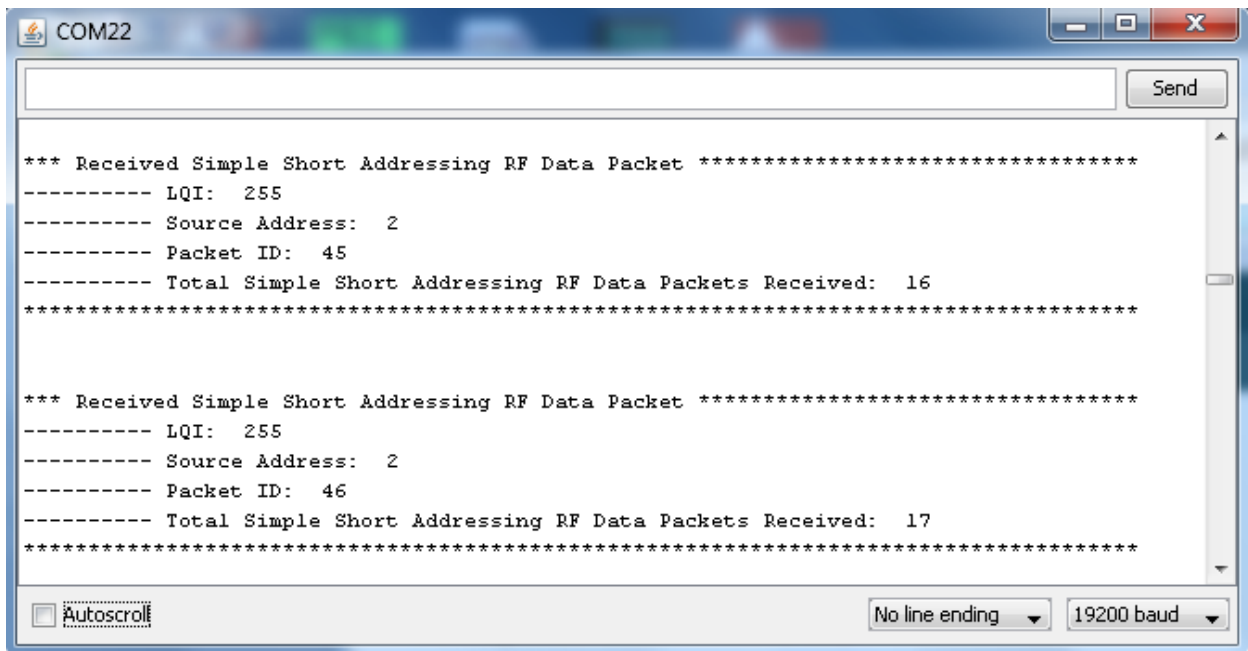 COM22
Send
*** Received Simple Short Addressing RF Data Packet **********************************
---------- LQI:  255
---------- Source Address:  2
---------- Packet ID:  45
---------- Total Simple Short Addressing RF Data Packets Received:  16
**************************************************************************************
*** Received Simple Short Addressing RF Data Packet **********************************
---------- LQI:  255
---------- Source Address:  2
---------- Packet ID:  46
---------- Total Simple Short Addressing RF Data Packets Received:  17
**************************************************************************************
Autoscroll No line ending 19200 baud